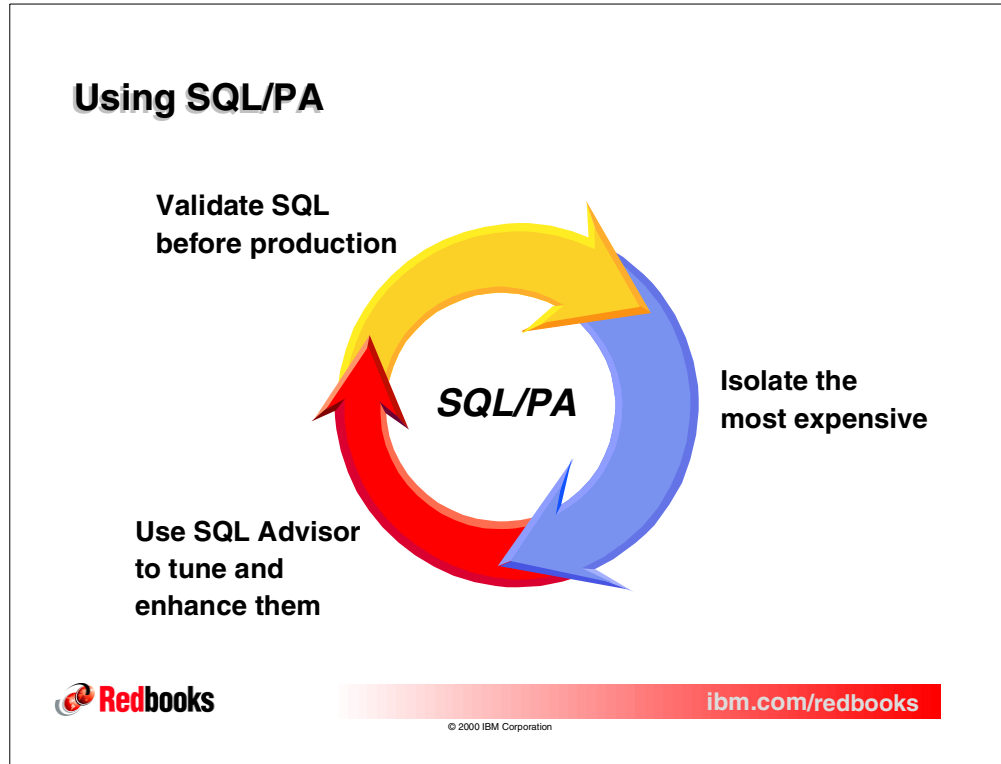 Using SQL/PA
Validate SQL
before production
SQL/PA
Isolate the
most expensive
Use SQL Advisor
to tune and
enhance them
Redbooks
ibm.com/redbooks
© 2000 IBM Corporation